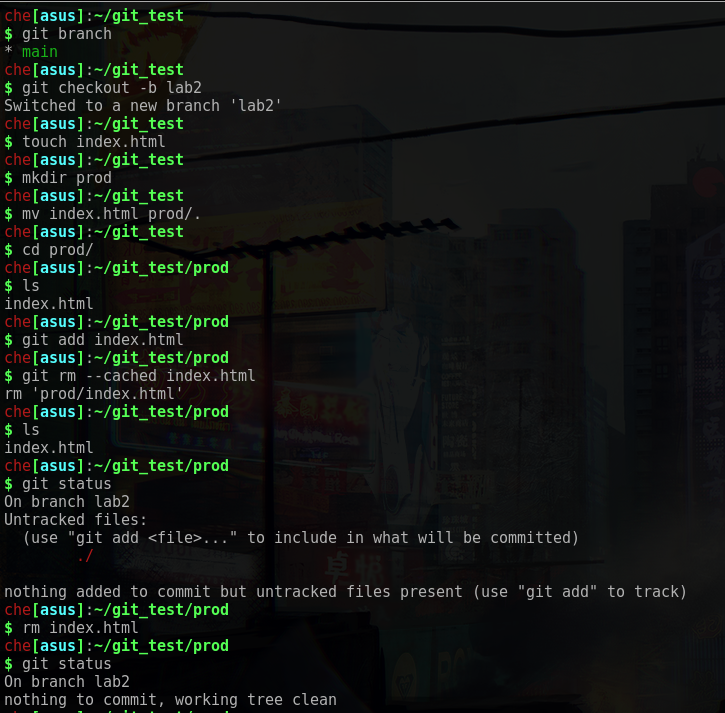 che[asus]:~/git_test
$ git branch
* main
che[asus]:~/git_test
$ git checkout -b lab2
Switched to a new branch 'lab2'
che[asus]:~/git_test
$ touch index.html
che[asus]:~/git_test
$ mkdir prod
che[asus]:~/git_test
$ mv index.html prod/.
che[asus]:~/git_test
$ cd prod/
che[asus]:~/git_test/prod
$ ls
index.html
che[asus]:~/git_test/prod
$ git add index.html
che[asus]:~/git_test/prod
$ git rm --cached index.html
rm 'prod/index.html'
che[asus]:~/git_test/prod
$ ls
index.html
che[asus]:~/git_test/prod
$ git status
On branch lab2
Untracked files:
  (use "git add <file>..." to include in what will be committed)
        ./

nothing added to commit but untracked files present (use "git add" to track)
che[asus]:~/git_test/prod
$ rm index.html
che[asus]:~/git_test/prod
$ git status
On branch lab2
nothing to commit, working tree clean